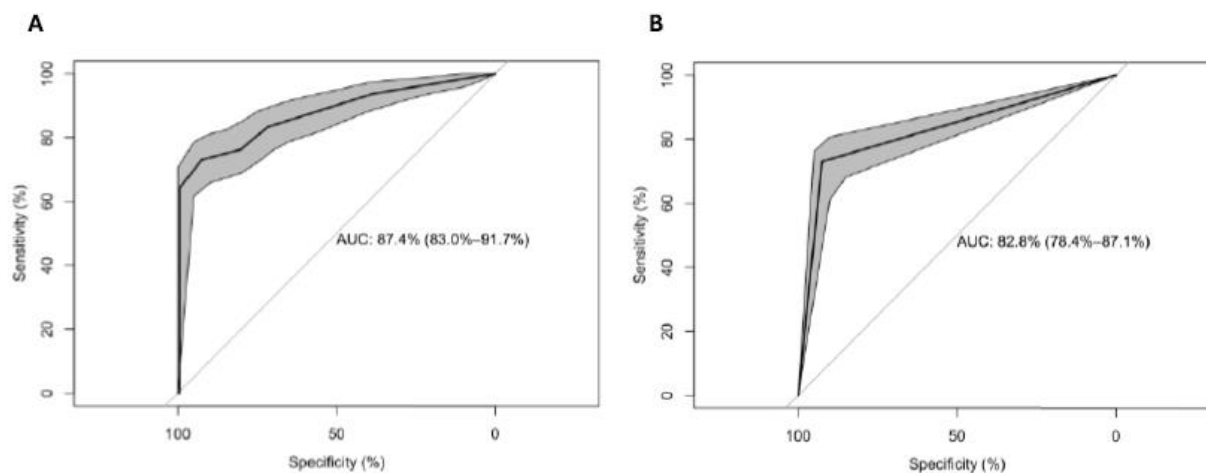 A
100
80
60
40
20
0
Sensitivity (%)
AUC: 87.4% (83.0%–91.7%)
100 50 0
Specificity (%)
B
100
80
60
40
20
0
Sensitivity (%)
AUC: 82.8% (78.4%–87.1%)
100 50 0
Specificity (%)